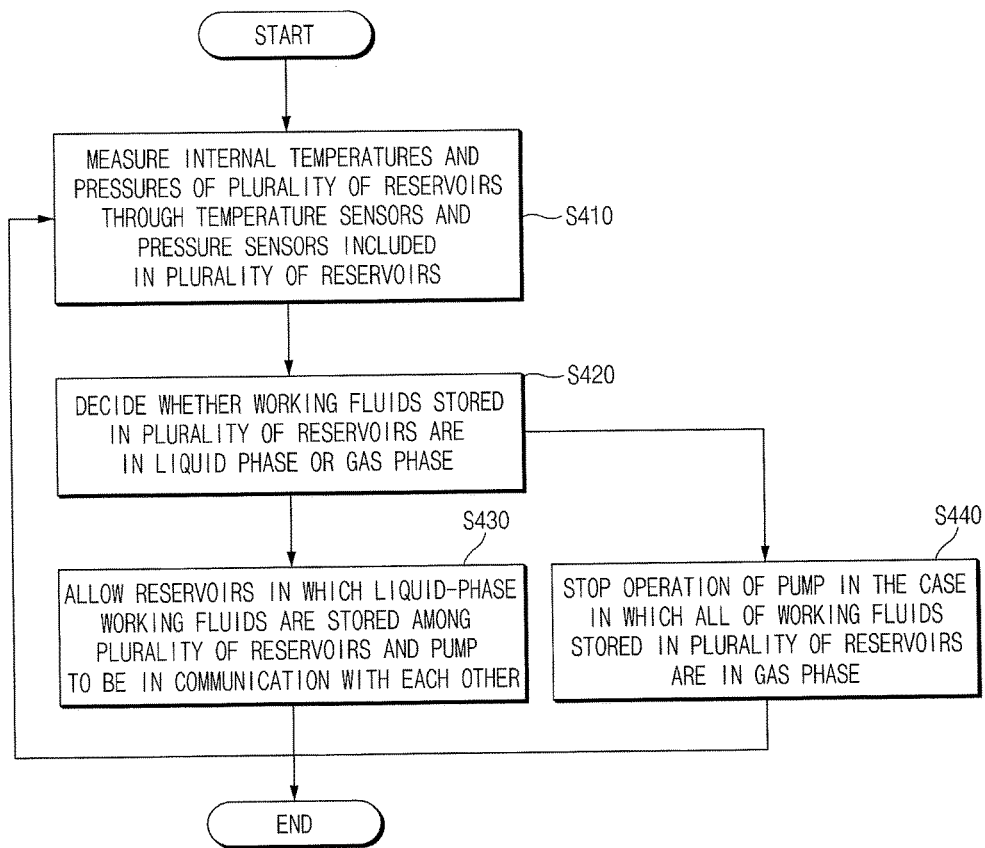 START
MEASURE INTERNAL TEMPERATURES AND
PRESSURES OF PLURALITY OF RESERVOIRS
THROUGH TEMPERATURE SENSORS AND
PRESSURE SENSORS INCLUDED
IN PLURALITY OF RESERVOIRS
S410
S420
DECIDE WHETHER WORKING FLUIDS STORED
IN PLURALITY OF RESERVOIRS ARE
IN LIQUID PHASE OR GAS PHASE
S430
ALLOW RESERVOIRS IN WHICH LIQUID-PHASE
WORKING FLUIDS ARE STORED AMONG
PLURALITY OF RESERVOIRS AND PUMP
TO BE IN COMMUNICATION WITH EACH OTHER
S440
STOP OPERATION OF PUMP IN THE CASE
IN WHICH ALL OF WORKING FLUIDS
STORED IN PLURALITY OF RESERVOIRS
ARE IN GAS PHASE
END